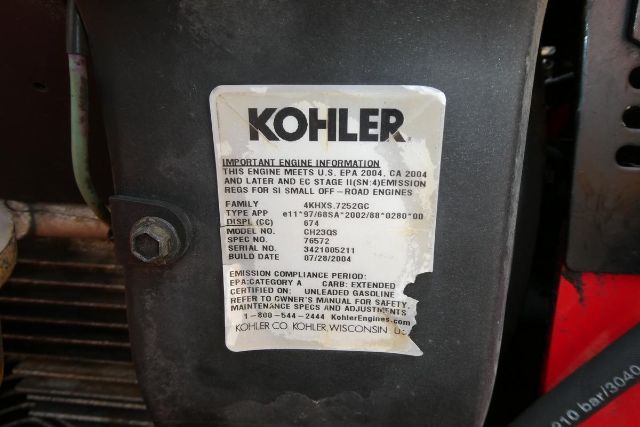 KOHLER
IMPORTANT ENGINE INFORMATION
THIS ENGINE MEETS U.S. EPA 2004, CA 2004
AND LATER AND EC STAGE II(SN:4)EMISSION
REGS FOR SI SMALL OFF-ROAD ENGINES
FAMILY 4KHXS.7252GC
TYPE APP e11*97/68SA*2002/88*0280*00
DISPL (CC) 674
MODEL NO. CH23QS
SPEC NO. 76572
SERIAL NO. 3421005211
BUILD DATE 07/28/2004
EMISSION COMPLIANCE PERIOD:
EPA:CATEGORY A CARB: EXTENDED
CERTIFIED ON: UNLEADED GASOLINE
REFER TO OWNER'S MANUAL FOR SAFETY,
MAINTENANCE SPECS AND ADJUSTMENTS
1-800-544-2444 KohlerEngines.com
KOHLER CO. KOHLER, WISCONSIN
210 bar/3040